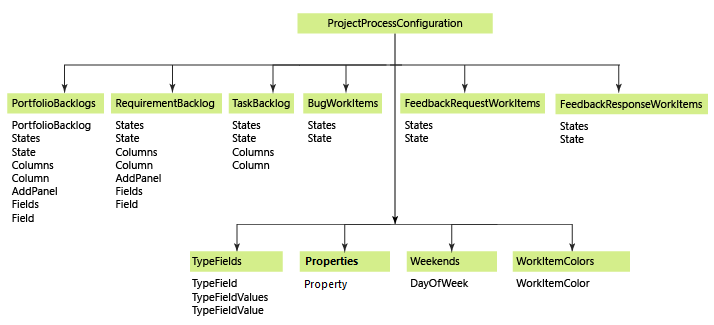 ProjectProcessConfiguration
PortfolioBacklogs
PortfolioBacklog
States
State
Columns
Column
AddPanel
Fields
Field
RequirementBacklog
States
State
Columns
Column
AddPanel
Fields
Field
TaskBacklog
States
State
Columns
Column
BugWorkItems
States
State
FeedbackRequestWorkItems
States
State
FeedbackResponseWorkItems
States
State
TypeFields
TypeField
TypeFieldValues
TypeFieldValue
Properties
Property
Weekends
DayOfWeek
WorkItemColors
WorkItemColor